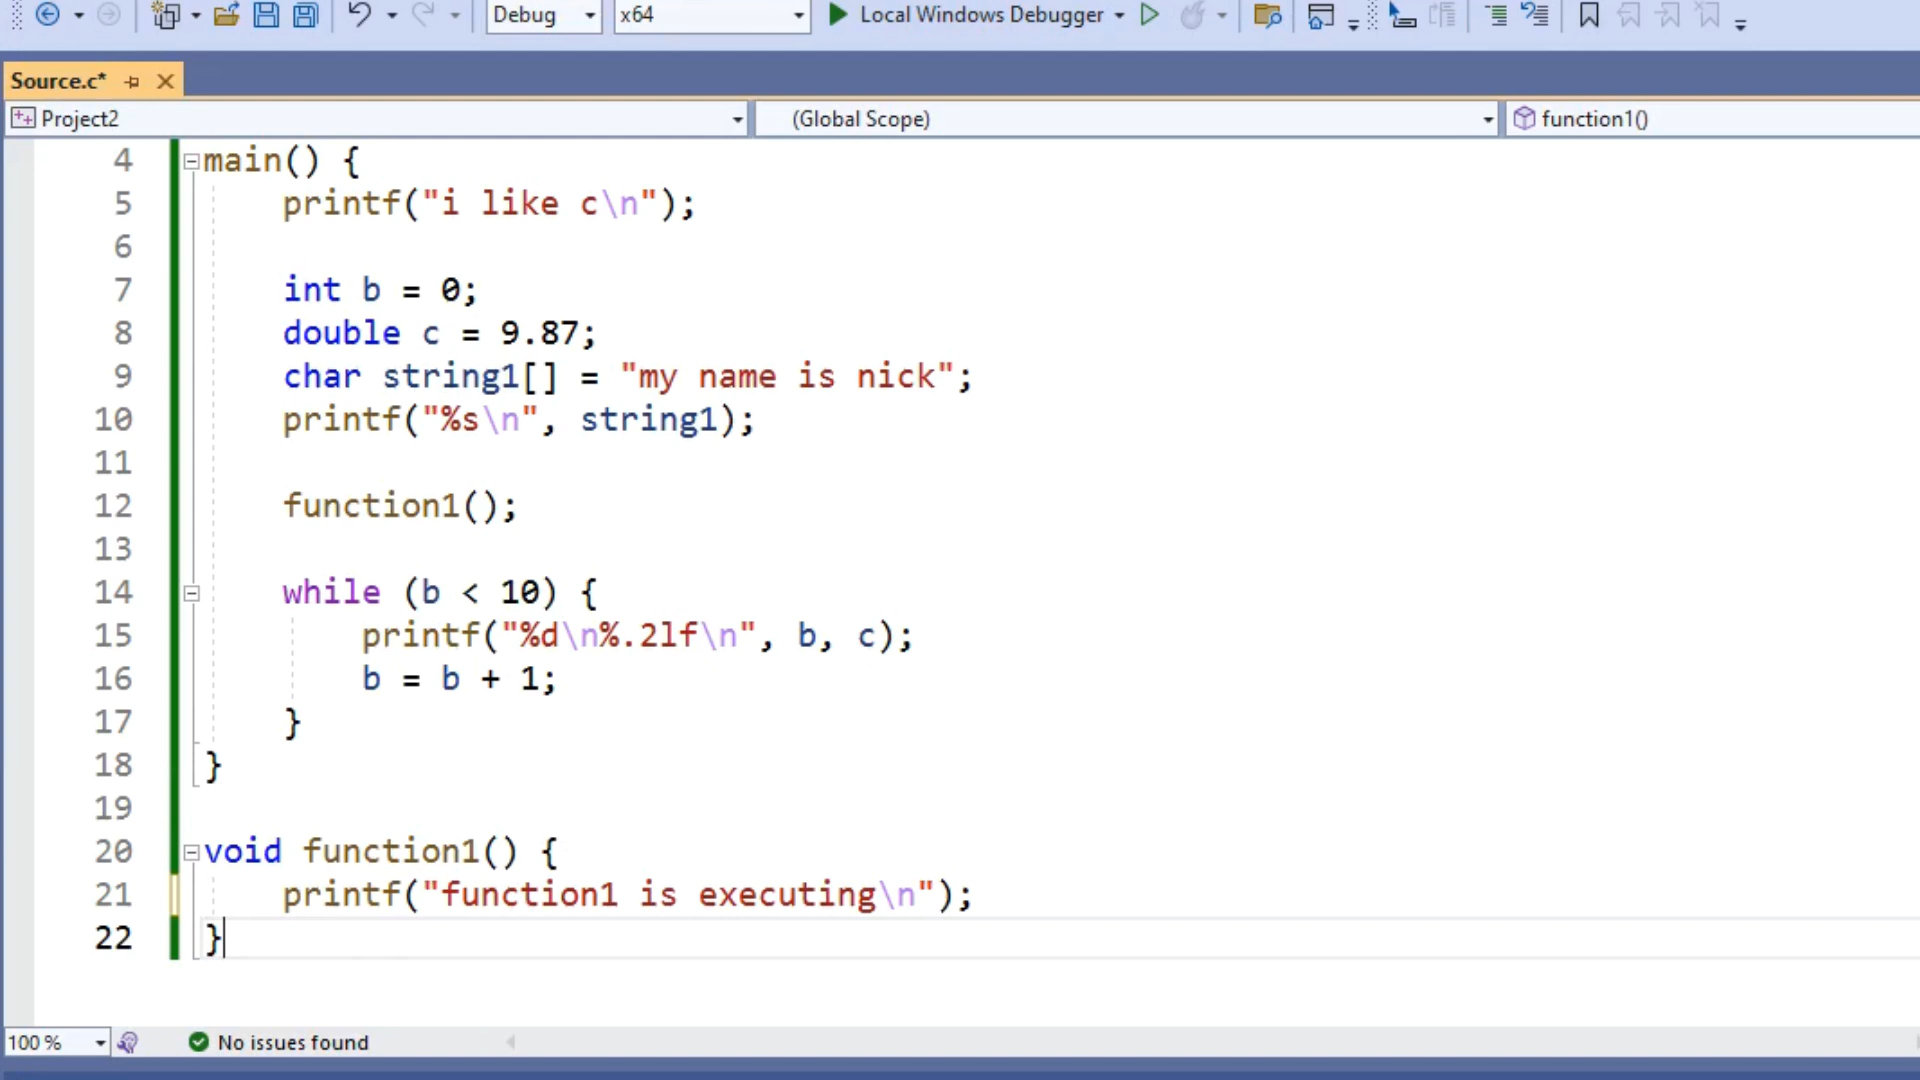 Debug x64 Local Windows Debugger
Source.c*
Project2 (Global Scope) function1()
4 main() {
5 printf("i like c\n");
6
7 int b = 0;
8 double c = 9.87;
9 char string1[] = "my name is nick";
10 printf("%s\n", string1);
11
12 function1();
13
14 while (b < 10) {
15 printf("%d\n%.2lf\n", b, c);
16 b = b + 1;
17 }
18 }
19
20 void function1() {
21 printf("function1 is executing\n");
22 }
100 % No issues found